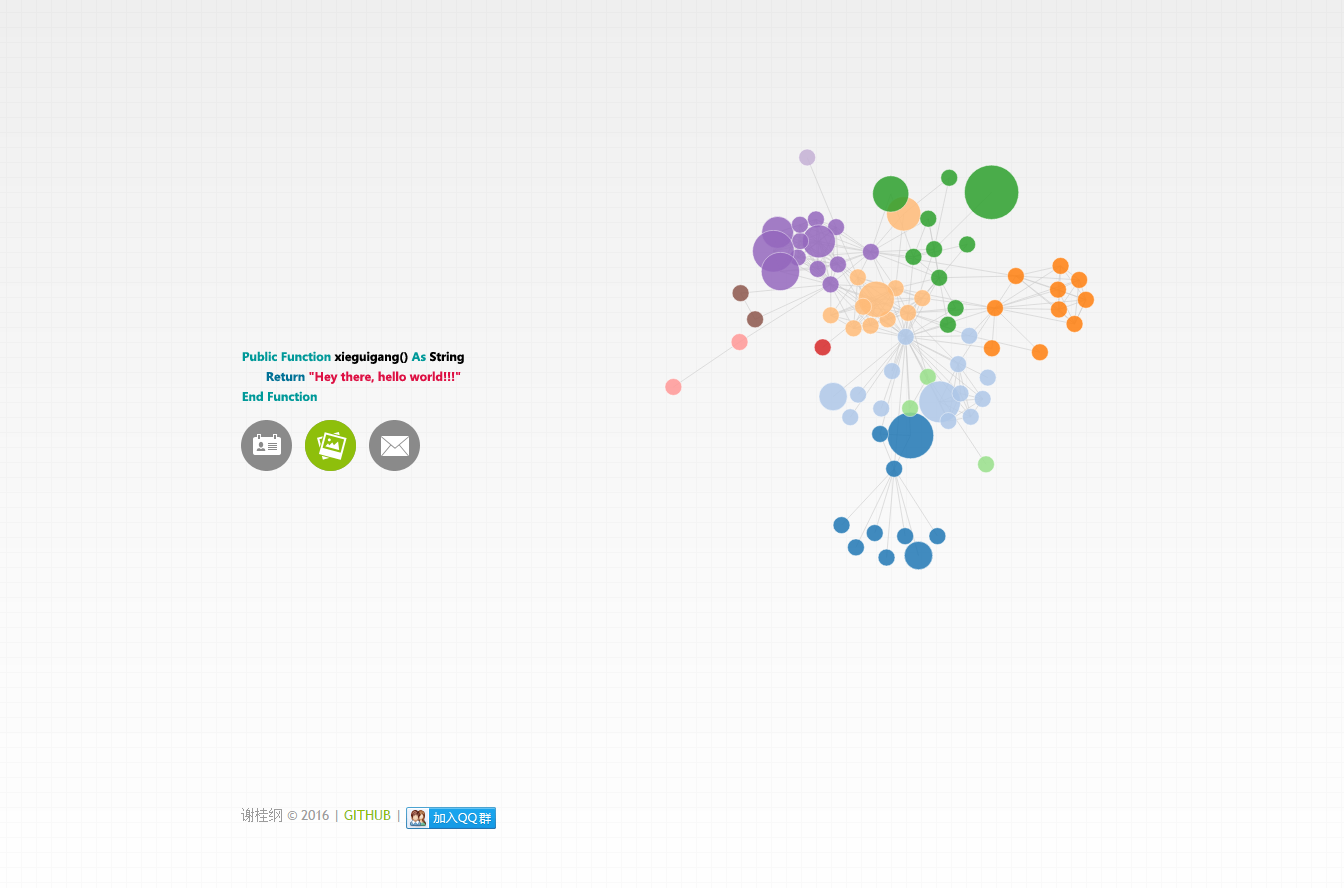 Public Function xieguigang() As String
Return "Hey there, hello world!!!"
End Function
谢桂纲 © 2016 | GITHUB | 加入QQ群